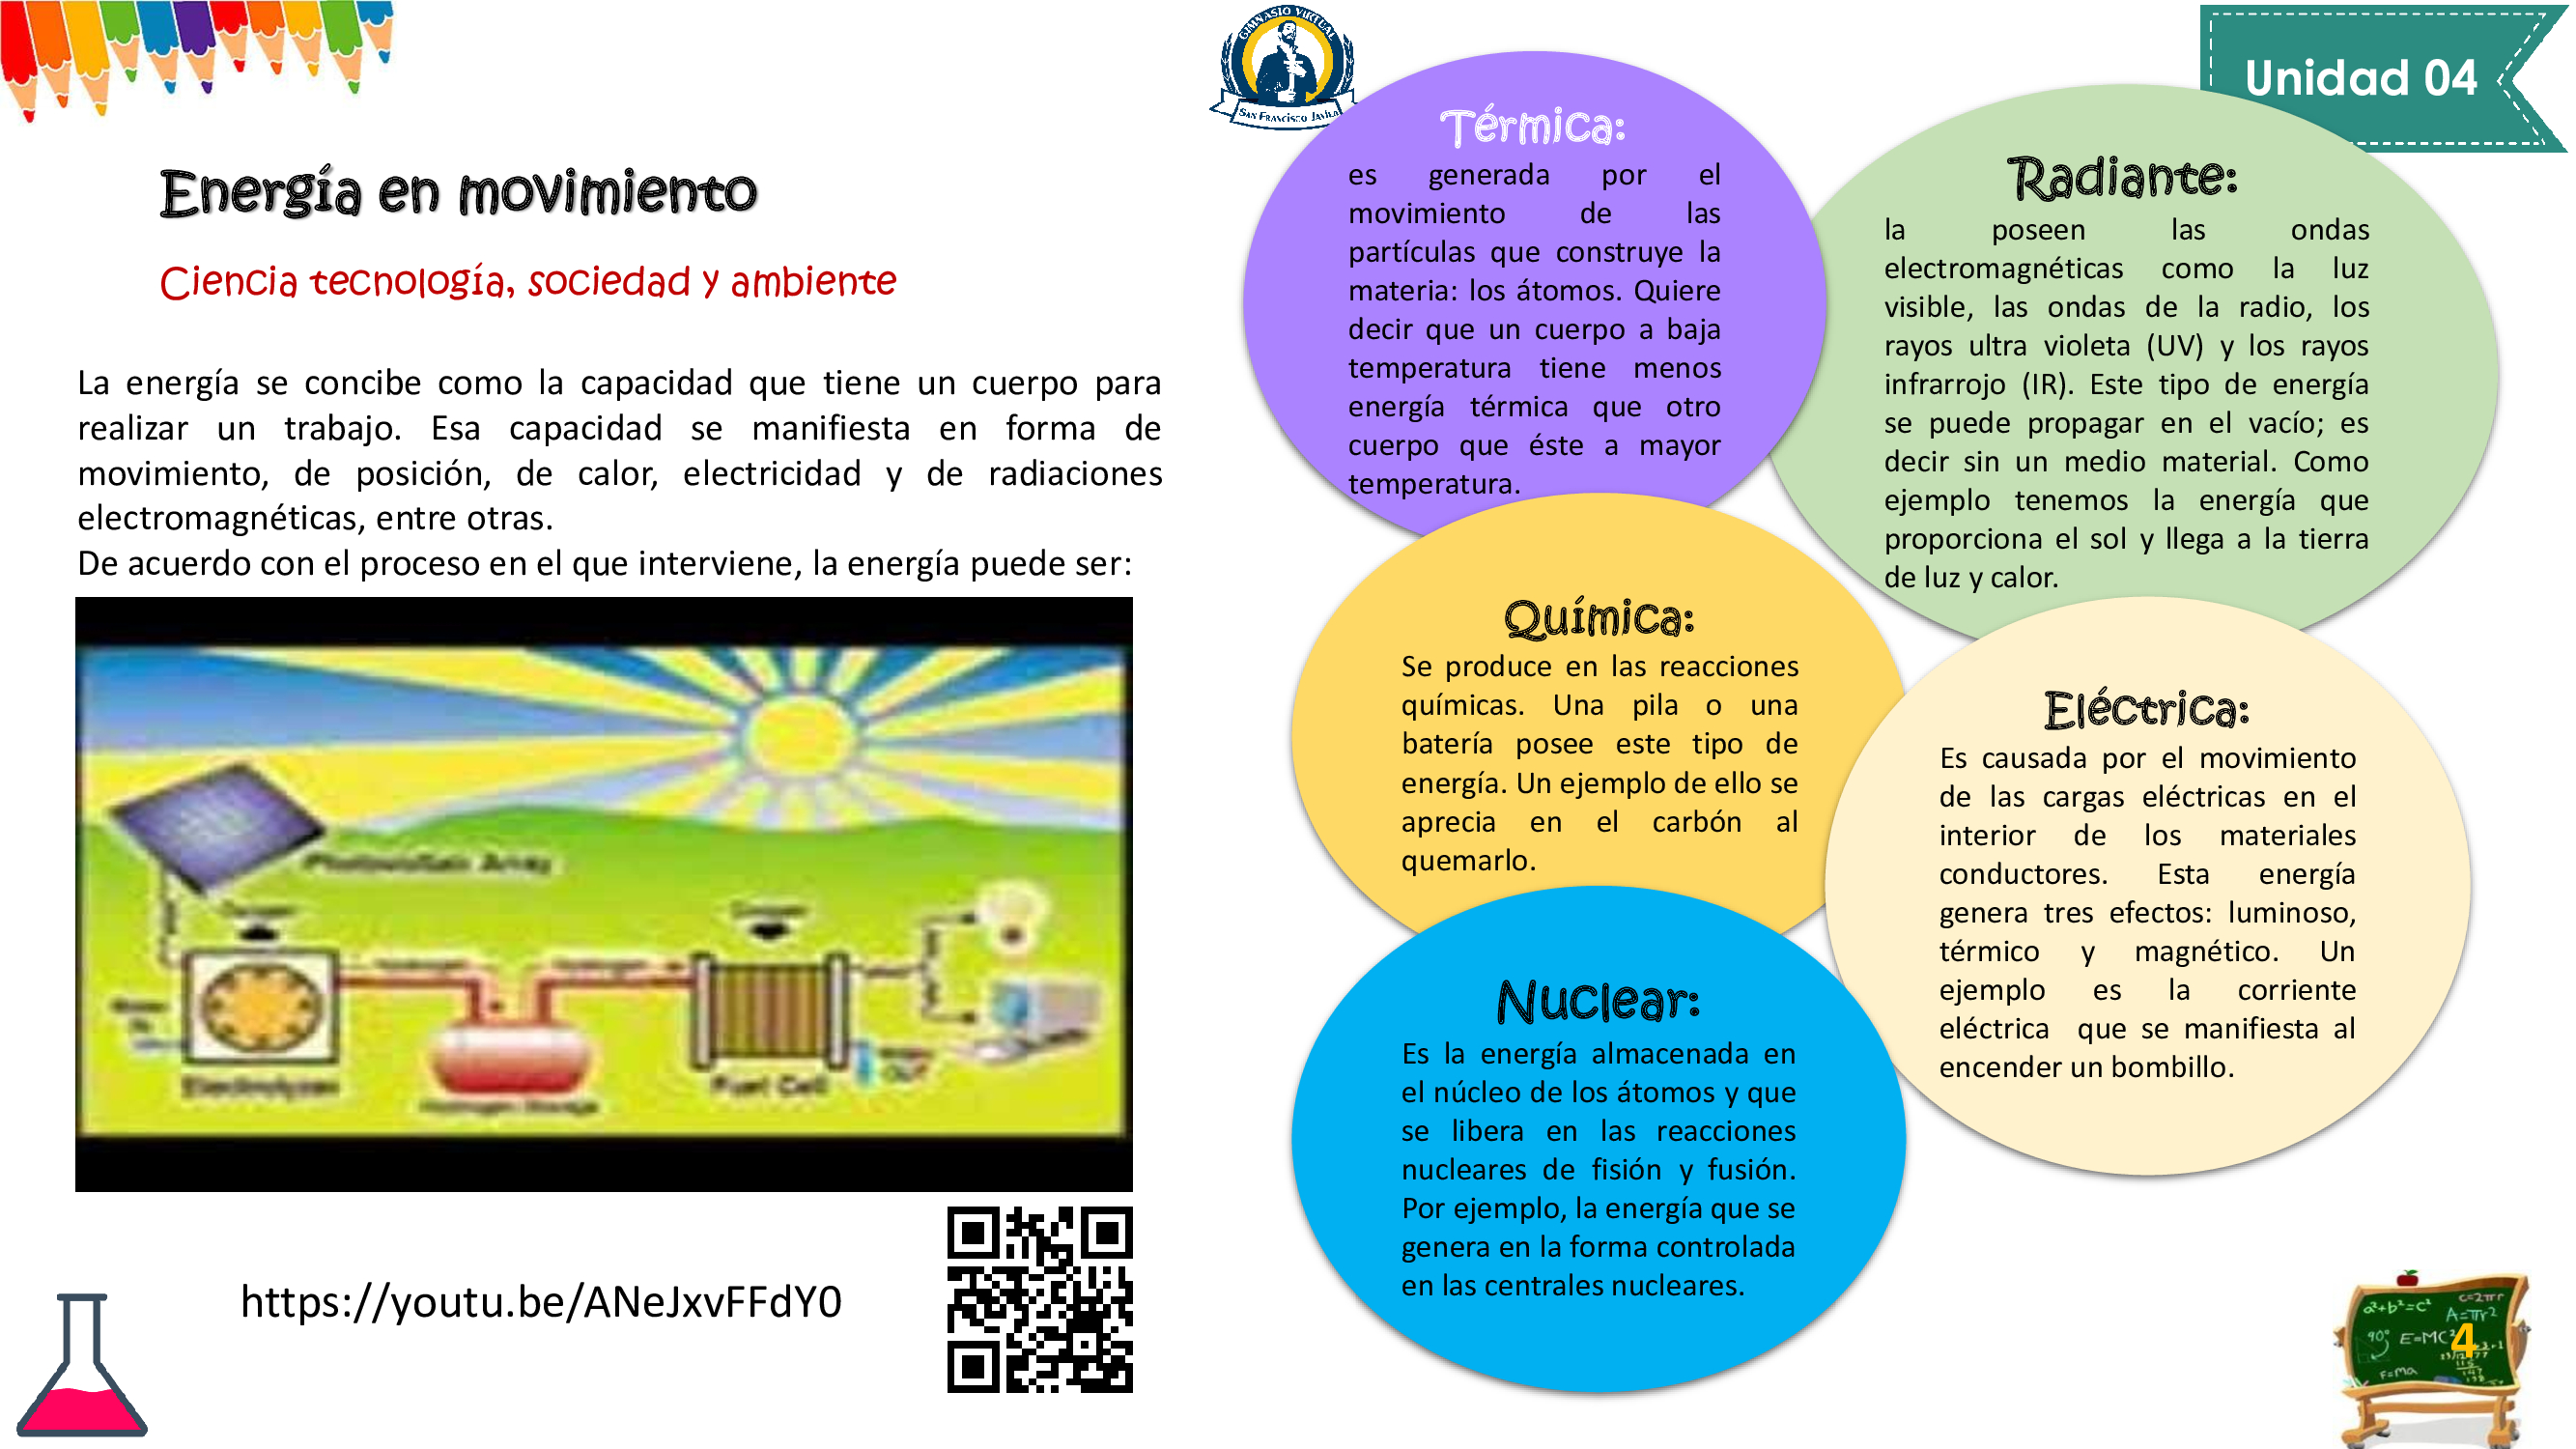 GIMNASIO VIRTUAL
Unidad 04
Energía en movimiento
Ciencia tecnología, sociedad y ambiente
La energía se concibe como la capacidad que tiene un cuerpo para
realizar un trabajo. Esa capacidad se manifiesta en forma de
movimiento, de posición, de calor, electricidad y de radiaciones
electromagnéticas, entre otras.
De acuerdo con el proceso en el que interviene, la energía puede ser:
Photovoltaic Array
Electrolyzer
Hydrogen Storage
Fuel Cell
https://youtu.be/ANeJxvFFdY0
Térmica:
es generada por el
movimiento de las
partículas que construye la
materia: los átomos. Quiere
decir que un cuerpo a baja
temperatura tiene menos
energía térmica que otro
cuerpo que éste a mayor
temperatura.
Radiante:
la poseen las ondas
electromagnéticas como la luz
visible, las ondas de la radio, los
rayos ultra violeta (UV) y los rayos
infrarrojo (IR). Este tipo de energía
se puede propagar en el vacío; es
decir sin un medio material. Como
ejemplo tenemos la energía que
proporciona el sol y llega a la tierra
de luz y calor.
Química:
Se produce en las reacciones
químicas. Una pila o una
batería posee este tipo de
energía. Un ejemplo de ello se
aprecia en el carbón al
quemarlo.
Eléctrica:
Es causada por el movimiento
de las cargas eléctricas en el
interior de los materiales
conductores. Esta energía
genera tres efectos: luminoso,
térmico y magnético. Un
ejemplo es la corriente
eléctrica que se manifiesta al
encender un bombillo.
Nuclear:
Es la energía almacenada en
el núcleo de los átomos y que
se libera en las reacciones
nucleares de fisión y fusión.
Por ejemplo, la energía que se
genera en la forma controlada
en las centrales nucleares.
a²+b²=c²
c=2πr
A=πr²
90°
E=MC²
F=ma
4